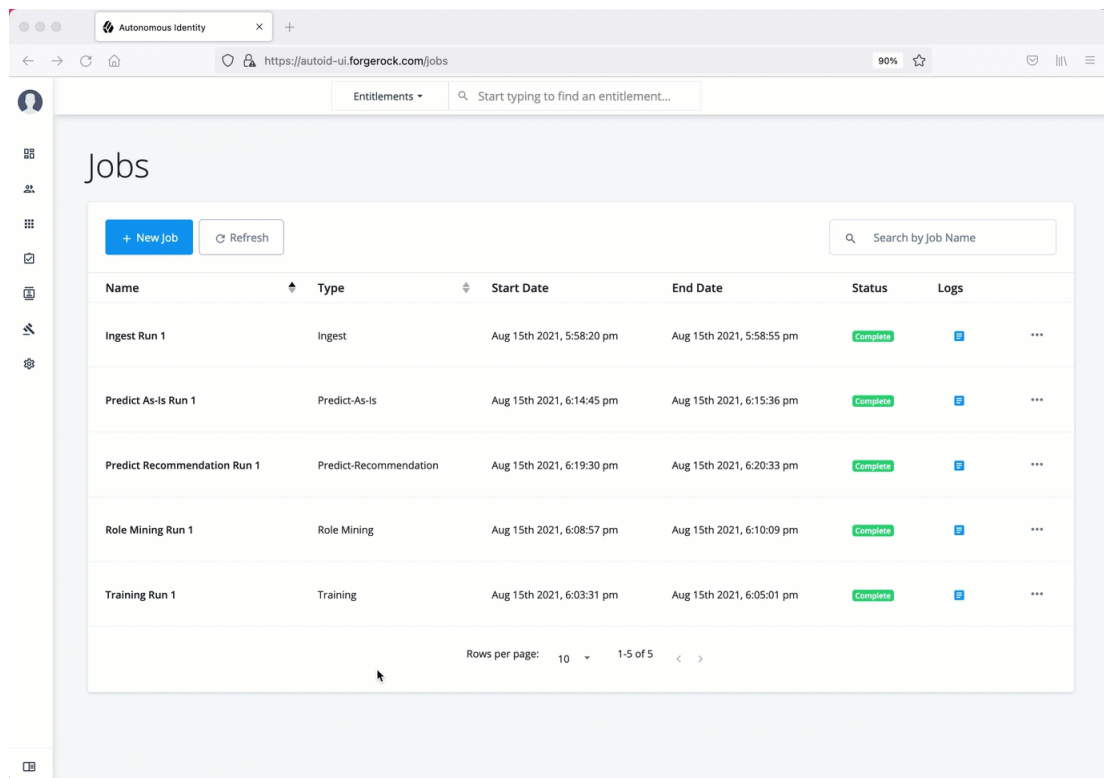 Autonomous Identity
https://autoid-ui.forgerock.com/jobs 90%
Entitlements Start typing to find an entitlement...
Jobs
+ New Job Refresh Search by Job Name
Name Type Start Date End Date Status Logs
Ingest Run 1 Ingest Aug 15th 2021, 5:58:20 pm Aug 15th 2021, 5:58:55 pm Complete
Predict As-Is Run 1 Predict-As-Is Aug 15th 2021, 6:14:45 pm Aug 15th 2021, 6:15:36 pm Complete
Predict Recommendation Run 1 Predict-Recommendation Aug 15th 2021, 6:19:30 pm Aug 15th 2021, 6:20:33 pm Complete
Role Mining Run 1 Role Mining Aug 15th 2021, 6:08:57 pm Aug 15th 2021, 6:10:09 pm Complete
Training Run 1 Training Aug 15th 2021, 6:03:31 pm Aug 15th 2021, 6:05:01 pm Complete
Rows per page: 10 1-5 of 5